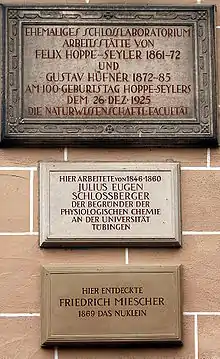 EHEMALIGES SCHLOSSLABORATORIUM
ARBEITSSTÄTTE VON
FELIX HOPPE-SEYLER 1861-72
UND
GUSTAV HÜFNER 1872-85
AM 100. GEBURTSTAG HOPPE-SEYLERS
DEM 26. DEZ. 1925
DIE NATURWISSENSCHAFTL. FAKULTÄT
HIER ARBEITETE VON 1846-1860
JULIUS EUGEN
SCHLOSSBERGER
DER BEGRÜNDER DER
PHYSIOLOGISCHEN CHEMIE
AN DER UNIVERSITÄT
TÜBINGEN
HIER ENTDECKTE
FRIEDRICH MIESCHER
1869 DAS NUKLEIN